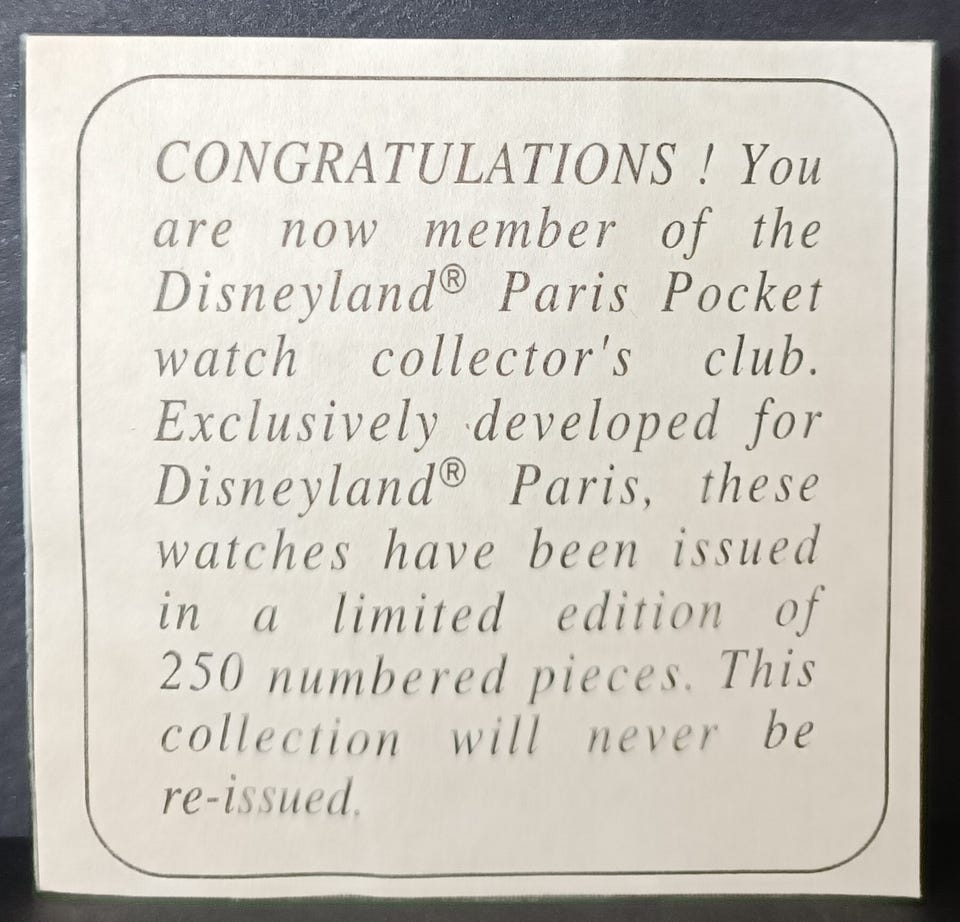 CONGRATULATIONS ! You
are now member of the
Disneyland® Paris Pocket
watch collector's club.
Exclusively developed for
Disneyland® Paris, these
watches have been issued
in a limited edition of
250 numbered pieces. This
collection will never be
re-issued.